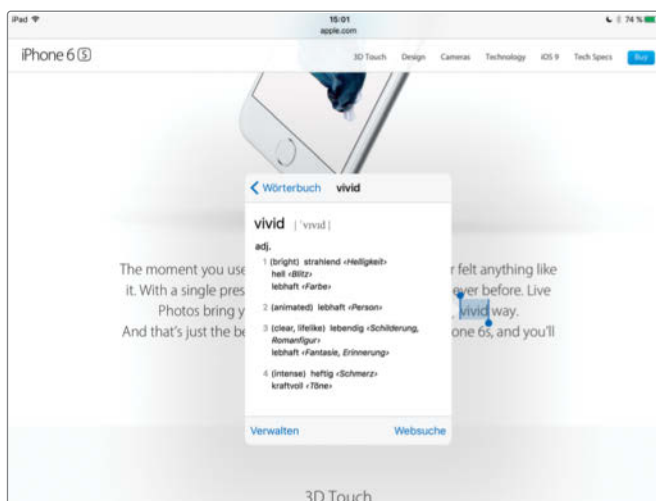 iPad 15:01 74 %
apple.com
iPhone 6 S 3D Touch Design Cameras Technology iOS 9 Tech Specs Buy
Wörterbuch vivid
vivid | ˈvɪvɪd |
adj.
1 (bright) strahlend ‹Helligkeit›
hell ‹Blitz›
lebhaft ‹Farbe›
2 (animated) lebhaft ‹Person›
3 (clear, lifelike) lebendig ‹Schilderung,
Romanfigur›
lebhaft ‹Fantasie, Erinnerung›
4 (intense) heftig ‹Schmerz›
kraftvoll ‹Töne›
Verwalten Websuche
The moment you use r felt anything like
it. With a single pres ever before. Live
Photos bring y , vivid way.
And that's just the be one 6s, and you'll
3D Touch